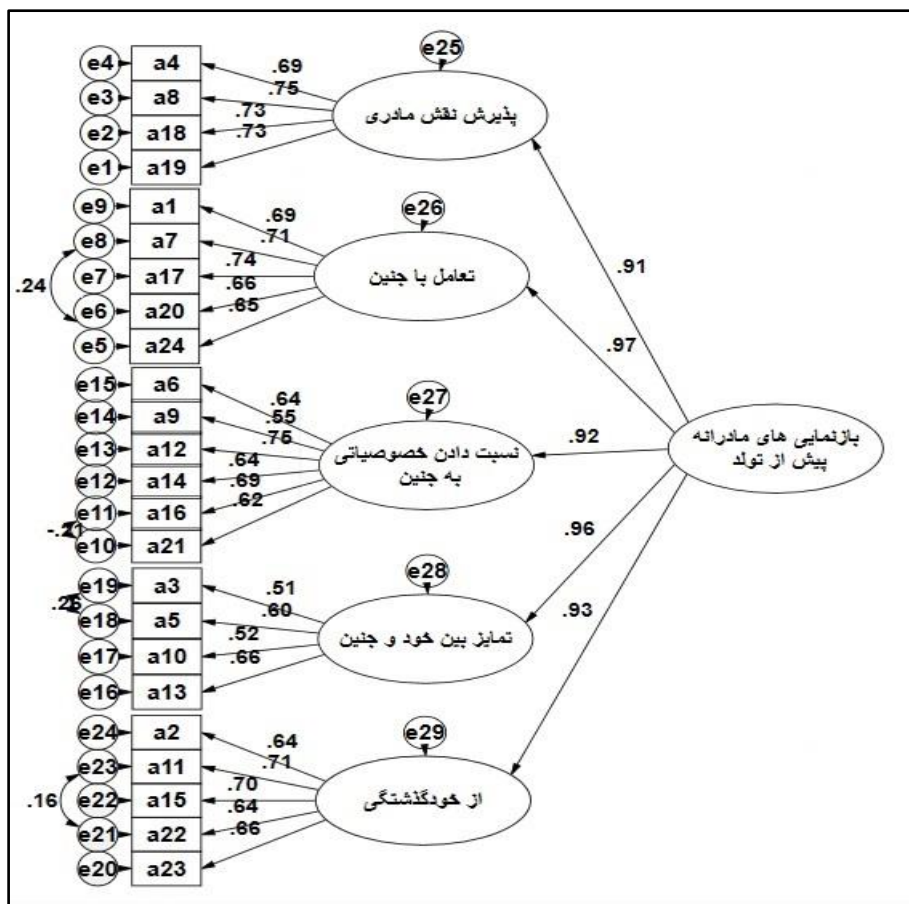 e25
e4 a4 .69
e3 a8 .75
e2 a18 .73
e1 a19 .73
پذیرش نقش مادری
e26
e9 a1 .69
e8 a7 .71
e7 a17 .74
e6 a20 .66
e5 a24 .65
.24
تعامل با جنین
.91
.97
e27
e15 a6 .64
e14 a9 .55
e13 a12 .75
e12 a14 .64
e11 a16 .69
e10 a21 .62
نسبت دادن خصوصیاتی
به جنین
.92
بازنمایی های مادرانه
پیش از تولد
e28
e19 a3 .51
e18 a5 .60
e17 a10 .52
e16 a13 .66
تمایز بین خود و جنین
.96
.93
e29
e24 a2 .64
e23 a11 .71
e22 a15 .70
e21 a22 .64
e20 a23 .66
.16
از خودگذشتگی